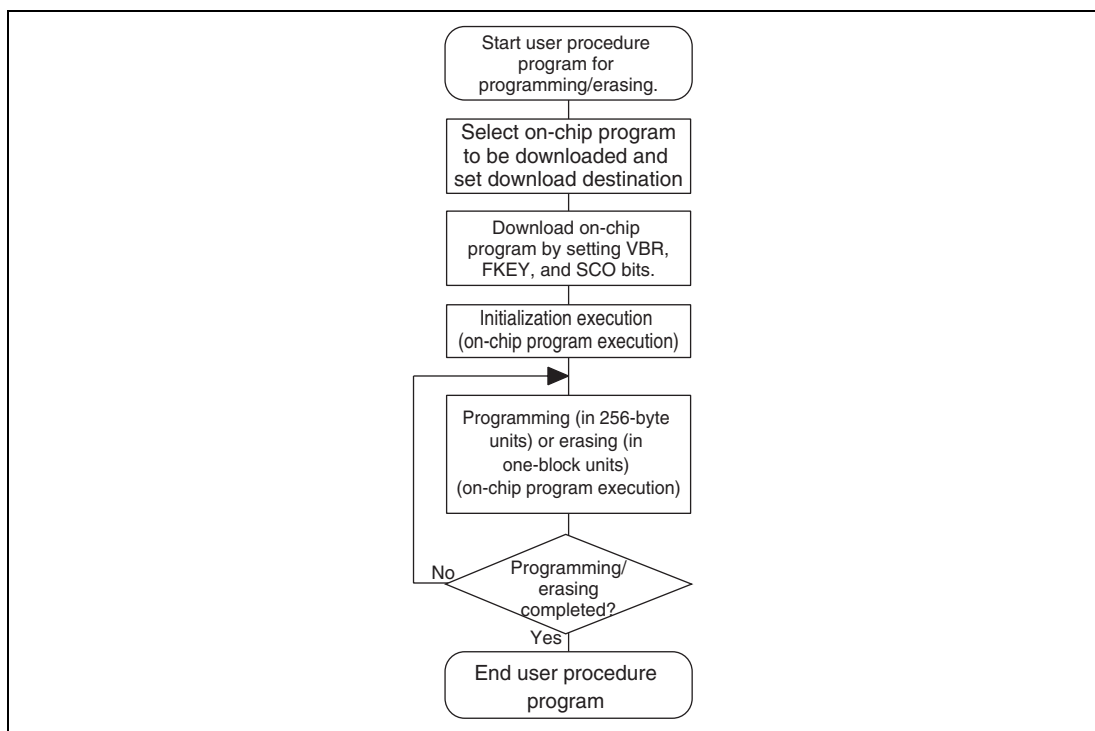 Start user procedure
program for
programming/erasing.
Select on-chip program
to be downloaded and
set download destination
Download on-chip
program by setting VBR,
FKEY, and SCO bits.
Initialization execution
(on-chip program execution)
Programming (in 256-byte
units) or erasing (in
one-block units)
(on-chip program execution)
No
Programming/
erasing
completed?
Yes
End user procedure
program